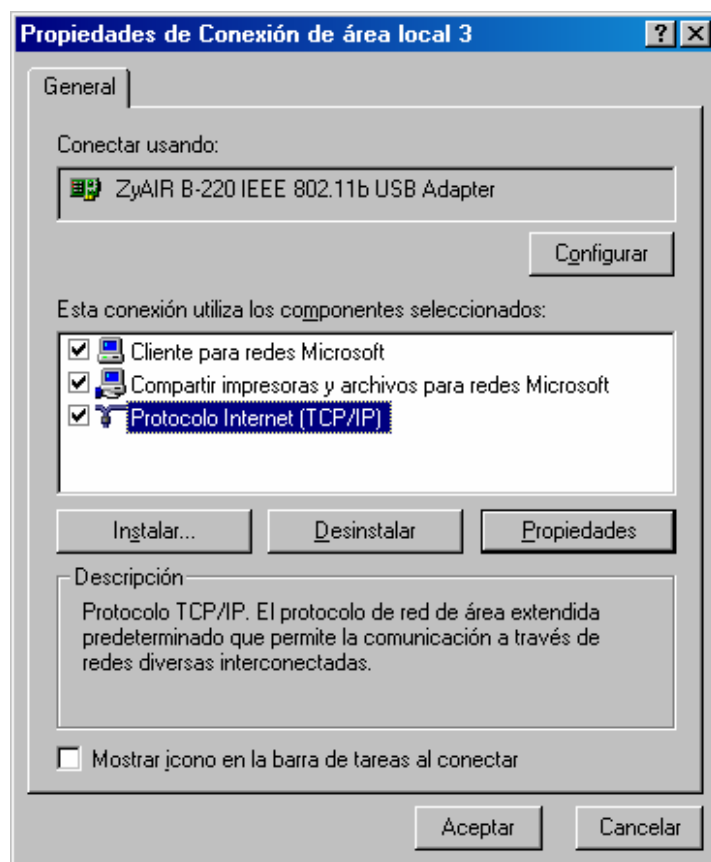 Propiedades de Conexión de área local 3
General
Conectar usando:
ZyAIR B-220 IEEE 802.11b USB Adapter
Configurar
Esta conexión utiliza los componentes seleccionados:
Cliente para redes Microsoft
Compartir impresoras y archivos para redes Microsoft
Protocolo Internet (TCP/IP)
Instalar...
Desinstalar
Propiedades
Descripción
Protocolo TCP/IP. El protocolo de red de área extendida
predeterminado que permite la comunicación a través de
redes diversas interconectadas.
Mostrar icono en la barra de tareas al conectar
Aceptar
Cancelar